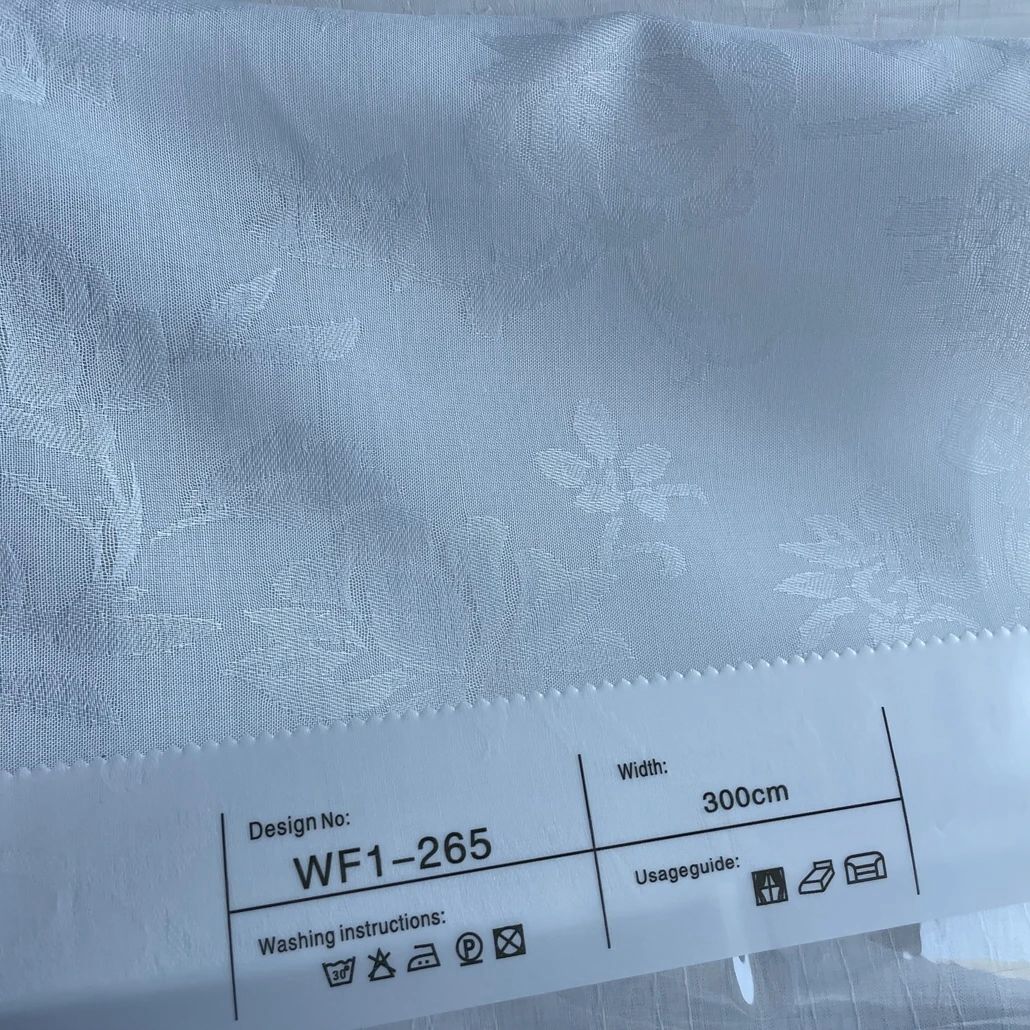 Design No:
WF1-265
Width:
300cm
Washing instructions:
30°
P
Usageguide: